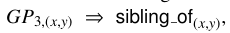 GP₃,(x,y) ⇒ sibling_of(x,y),